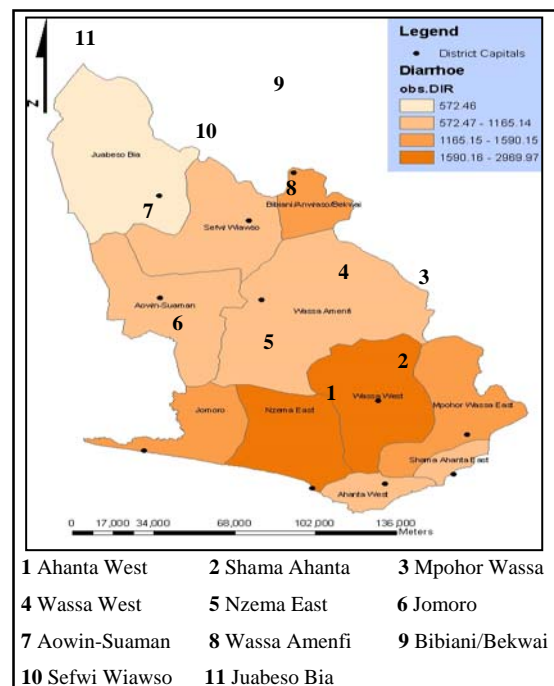 11
Legend
District Capitals
N
9
Diarrhoe
obs.DIR
572.46
572.47 - 1165.14
1165.15 - 1590.15
1590.16 - 2969.97
10
Juabeso Bia
8
7
Bibiani/Anwiaso/Bekwai
Sefwi Wiawso
4
3
Aowin-Suaman
Wassa Amenfi
6
5
2
1
Wassa West
Jomoro
Nzema East
Mpohor Wassa East
Shama Ahanta East
Ahanta West
0 17,000 34,000 68,000 102,000 136,000
Meters
1 Ahanta West 2 Shama Ahanta 3 Mpohor Wassa
4 Wassa West 5 Nzema East 6 Jomoro
7 Aowin-Suaman 8 Wassa Amenfi 9 Bibiani/Bekwai
10 Sefwi Wiawso 11 Juabeso Bia